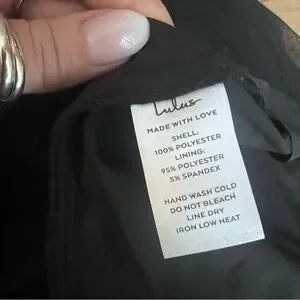 Lulus
MADE WITH LOVE
SHELL:
100% POLYESTER
LINING:
95% POLYESTER
5% SPANDEX
HAND WASH COLD
DO NOT BLEACH
LINE DRY
IRON LOW HEAT